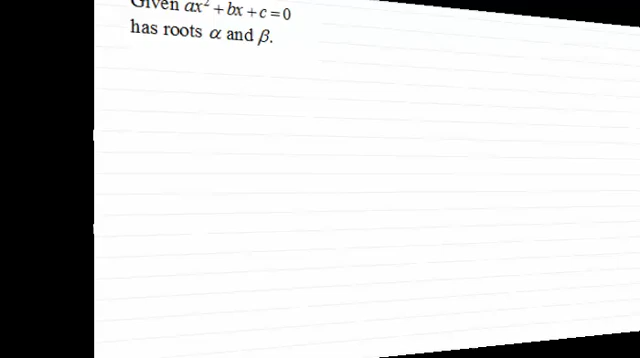 Given ax² + bx + c = 0
has roots α and β.